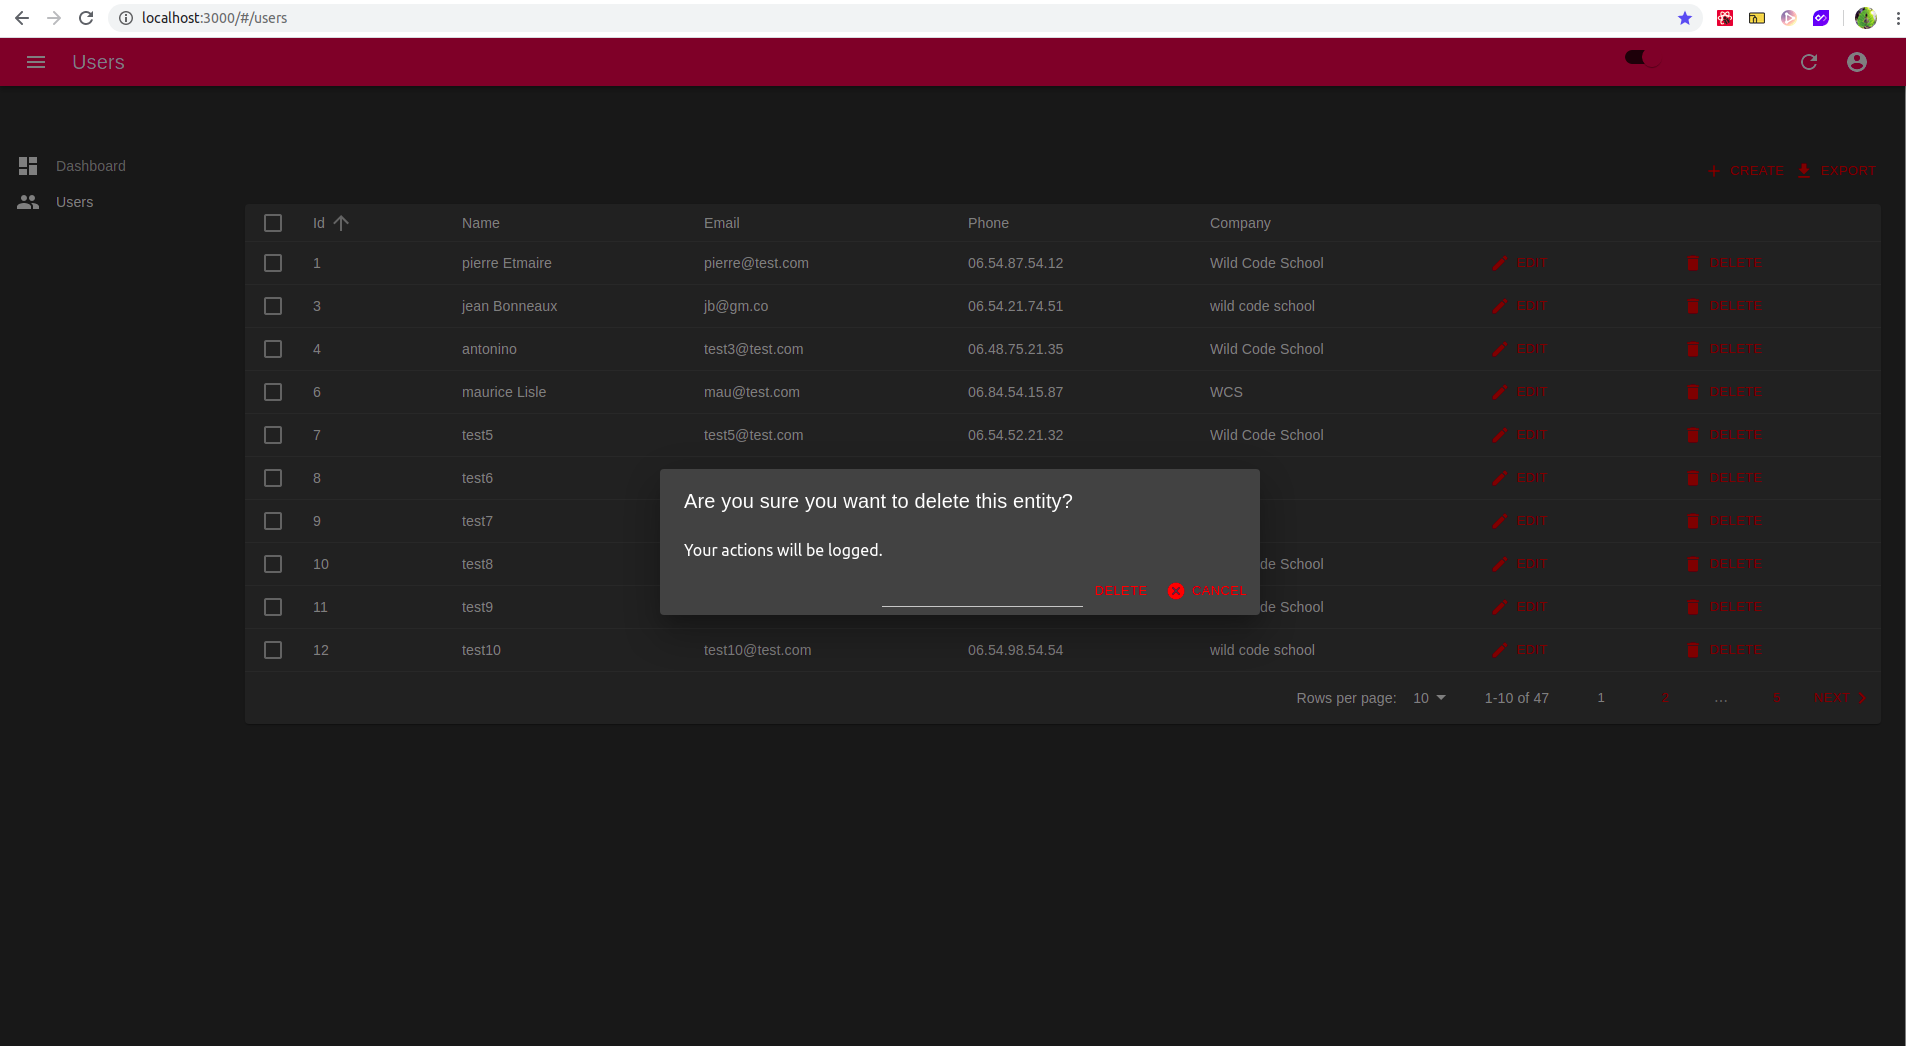 localhost:3000/#/users
Users
Dashboard
Users
CREATE EXPORT
Id Name Email Phone Company
1 pierre Etmaire pierre@test.com 06.54.87.54.12 Wild Code School EDIT DELETE
3 jean Bonneaux jb@gm.co 06.54.21.74.51 wild code school EDIT DELETE
4 antonino test3@test.com 06.48.75.21.35 Wild Code School EDIT DELETE
6 maurice Lisle mau@test.com 06.84.54.15.87 WCS EDIT DELETE
7 test5 test5@test.com 06.54.52.21.32 Wild Code School EDIT DELETE
8 test6 EDIT DELETE
9 test7 EDIT DELETE
10 test8 de School EDIT DELETE
11 test9 de School EDIT DELETE
12 test10 test10@test.com 06.54.98.54.54 wild code school EDIT DELETE
Are you sure you want to delete this entity?
Your actions will be logged.
DELETE CANCEL
Rows per page: 10 1-10 of 47 1 2 ... 5 NEXT